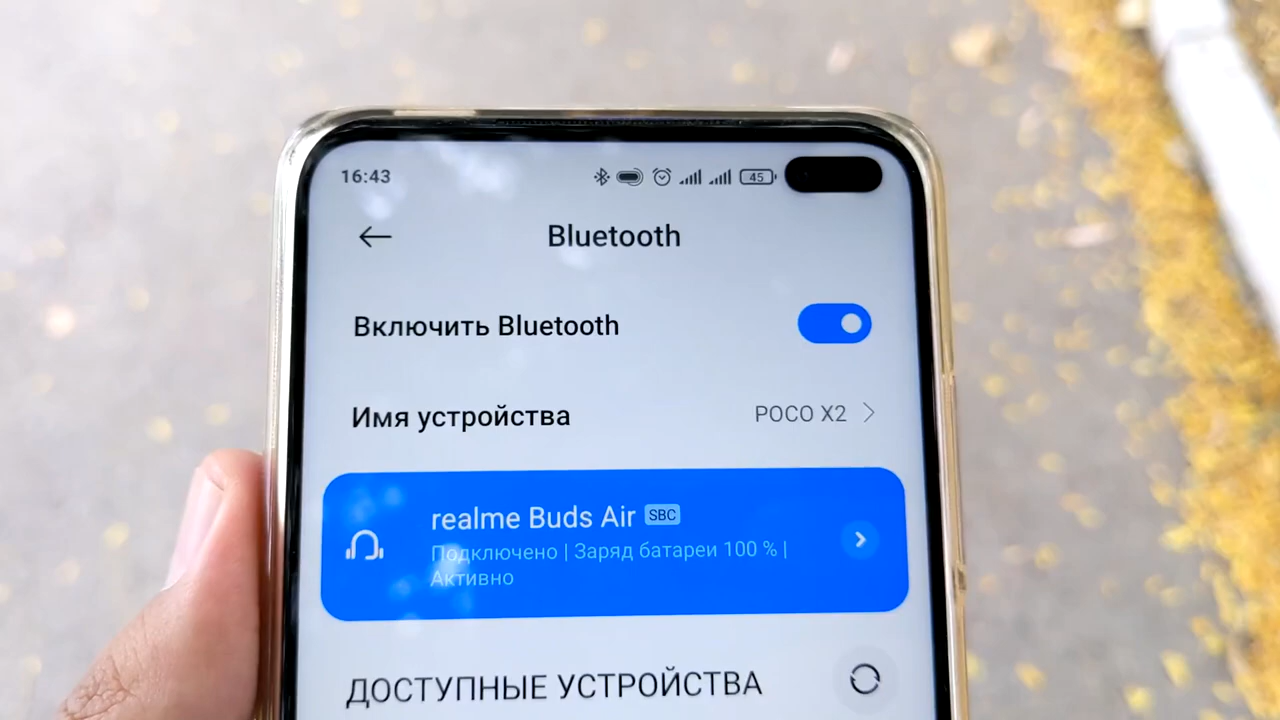 16:43 45
Bluetooth
Включить Bluetooth
Имя устройства POCO X2
realme Buds Air SBC
Подключено | Заряд батареи 100 % |
Активно
ДОСТУПНЫЕ УСТРОЙСТВА